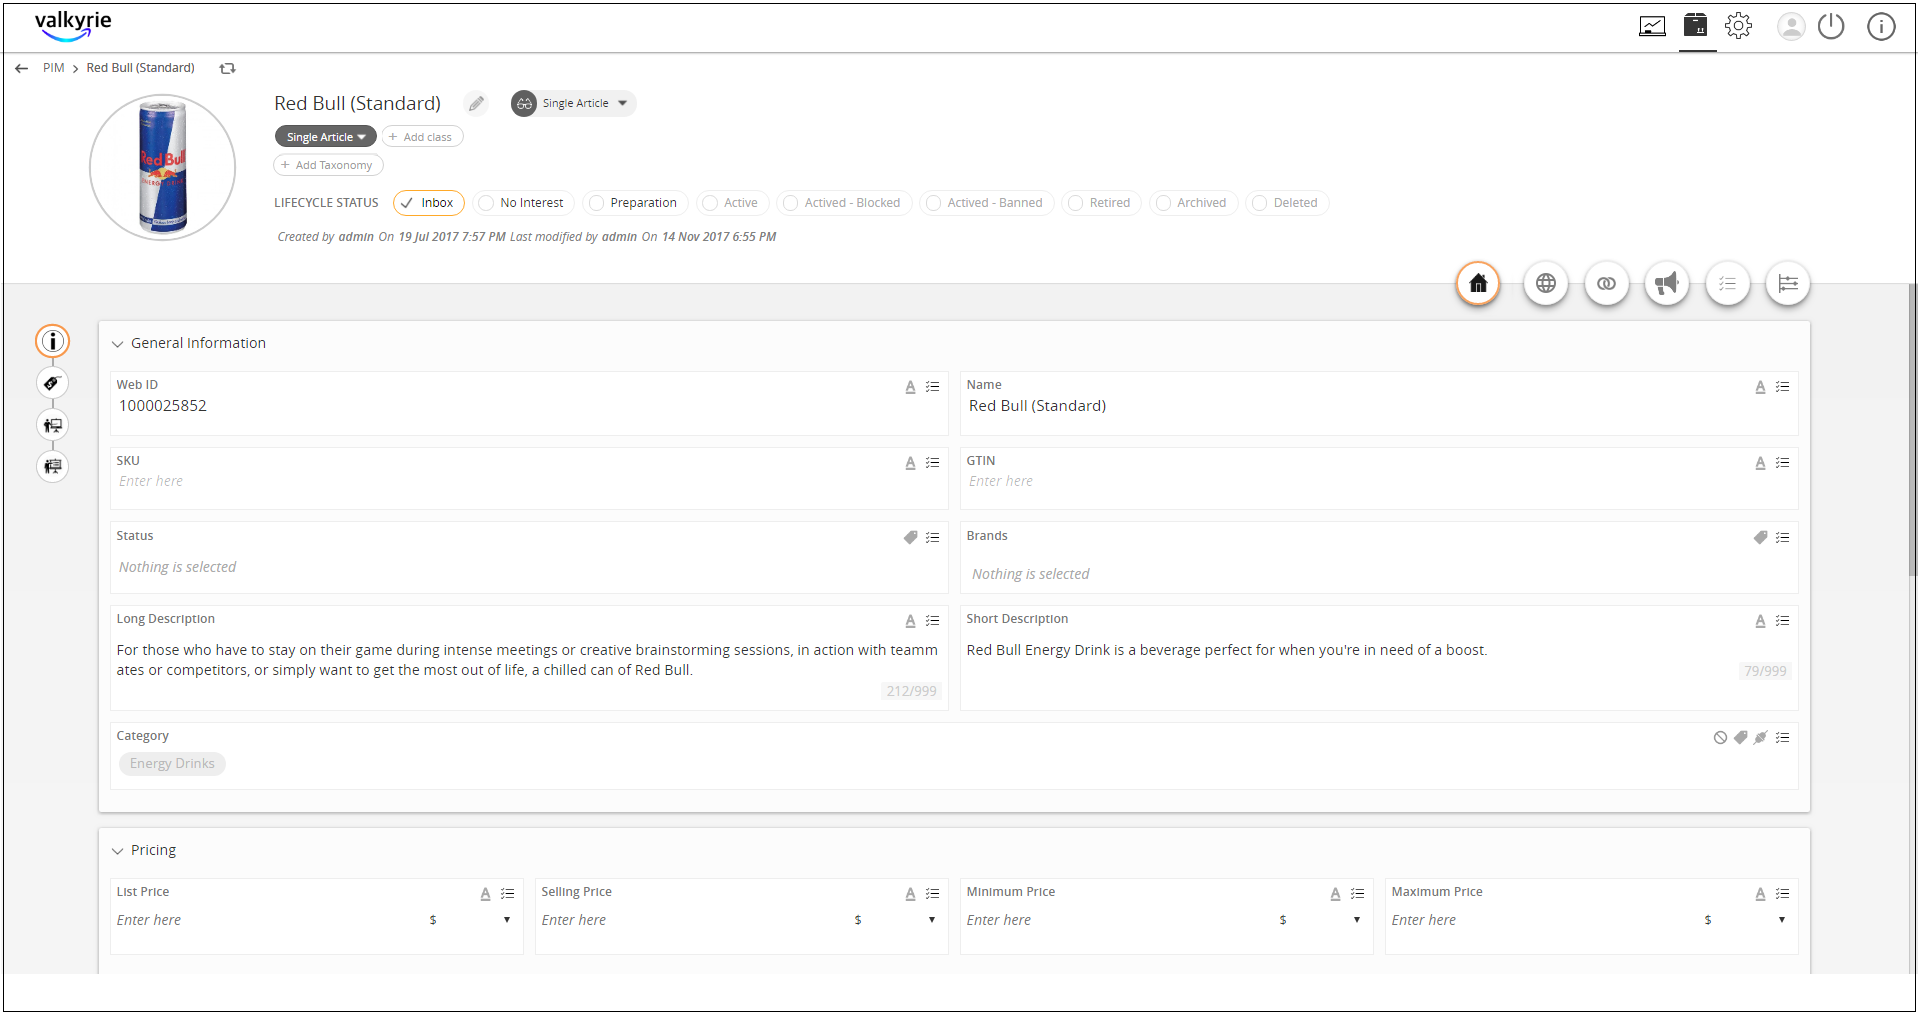 valkyrie
PIM > Red Bull (Standard)
Red Bull (Standard)
Single Article
Single Article
+ Add class
+ Add Taxonomy
Red Bull
ENERGY DRINK
LIFECYCLE STATUS
Inbox
No Interest
Preparation
Active
Actived - Blocked
Actived - Banned
Retired
Archived
Deleted
Created by admin On 19 Jul 2017 7:57 PM Last modified by admin On 14 Nov 2017 6:55 PM
General Information
Web ID
1000025852
Name
Red Bull (Standard)
SKU
Enter here
GTIN
Enter here
Status
Nothing is selected
Brands
Nothing is selected
Long Description
For those who have to stay on their game during intense meetings or creative brainstorming sessions, in action with teamm
ates or competitors, or simply want to get the most out of life, a chilled can of Red Bull.
212/999
Short Description
Red Bull Energy Drink is a beverage perfect for when you're in need of a boost.
79/999
Category
Energy Drinks
Pricing
List Price
Enter here
$
Selling Price
Enter here
$
Minimum Price
Enter here
$
Maximum Price
Enter here
$